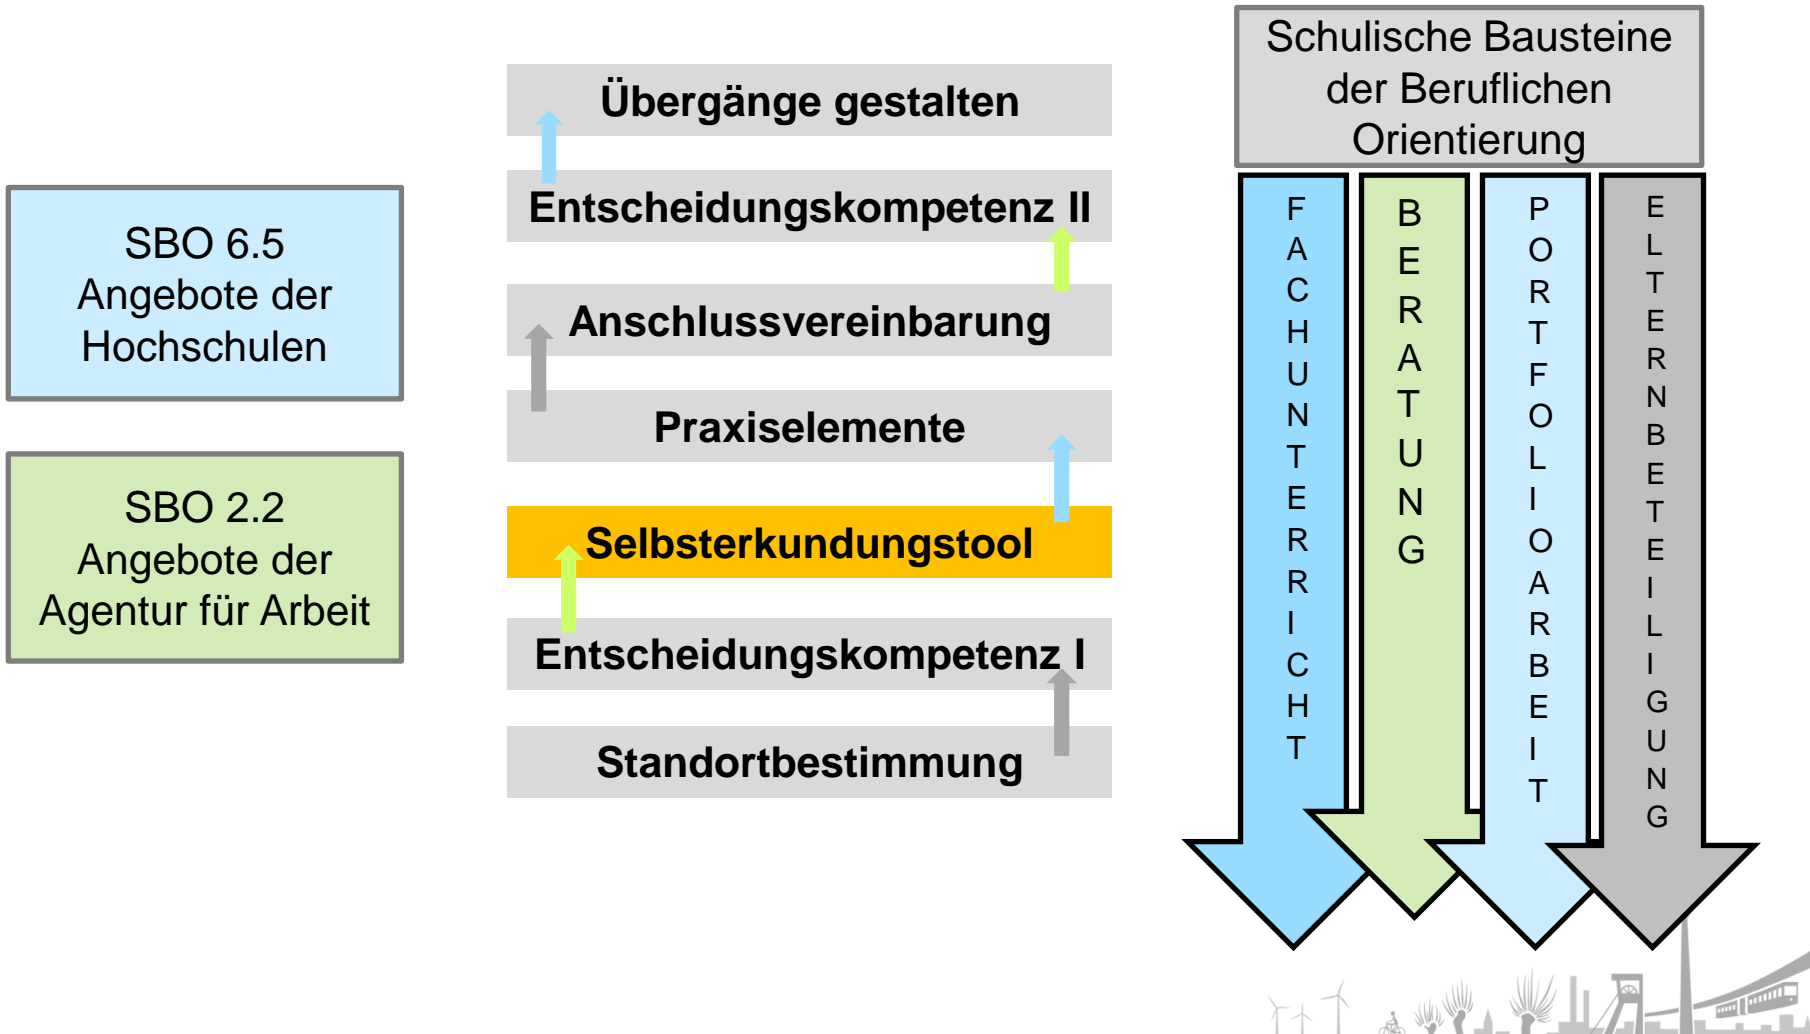 SBO 6.5
Angebote der
Hochschulen
SBO 2.2
Angebote der
Agentur für Arbeit
Übergänge gestalten
Entscheidungskompetenz II
Anschlussvereinbarung
Praxiselemente
Selbsterkundungstool
Entscheidungskompetenz I
Standortbestimmung
Schulische Bausteine
der Beruflichen
Orientierung
FACHUNTERRICHT
BERATUNG
PORTFOLIOARBEIT
ELTERNBETEILIGUNG